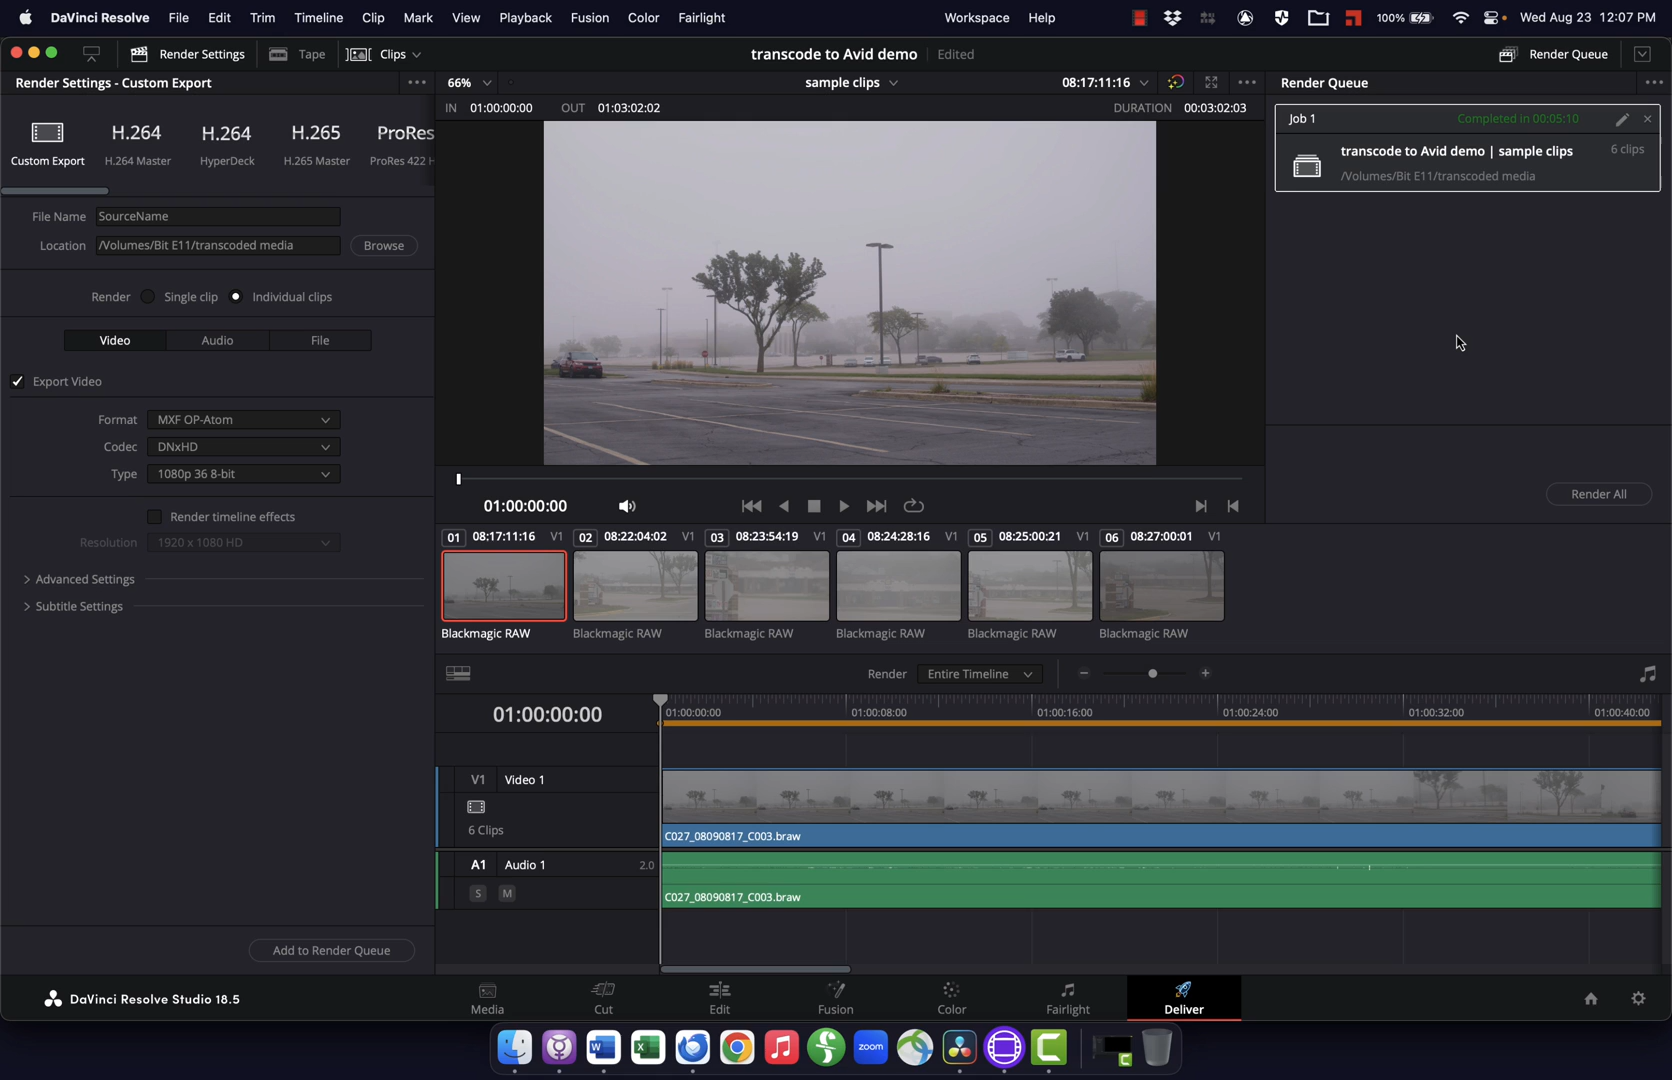 DaVinci Resolve File Edit Trim Timeline Clip Mark View Playback Fusion Color Fairlight Workspace Help 100% Wed Aug 23 12:07 PM
Render Settings Tape Clips transcode to Avid demo Edited Render Queue
Render Settings - Custom Export 66% sample clips 08:17:11:16 Render Queue
IN 01:00:00:00 OUT 01:03:02:02 DURATION 00:03:02:03
Job 1 Completed in 00:05:10
H.264 H.264 H.265 ProRes
Custom Export H.264 Master HyperDeck H.265 Master ProRes 422 H
transcode to Avid demo | sample clips 6 clips
/Volumes/Bit E11/transcoded media
File Name SourceName
Location /Volumes/Bit E11/transcoded media Browse
Render Single clip Individual clips
Video Audio File
Export Video
Format MXF OP-Atom
Codec DNxHD
Type 1080p 36 8-bit
Render All
01:00:00:00
Render timeline effects
Resolution 1920 x 1080 HD
01 08:17:11:16 V1 02 08:22:04:02 V1 03 08:23:54:19 V1 04 08:24:28:16 V1 05 08:25:00:21 V1 06 08:27:00:01 V1
Advanced Settings
Subtitle Settings
Blackmagic RAW Blackmagic RAW Blackmagic RAW Blackmagic RAW Blackmagic RAW Blackmagic RAW
Render Entire Timeline
01:00:00:00 01:00:00:00 01:00:08:00 01:00:16:00 01:00:24:00 01:00:32:00 01:00:40:00
V1 Video 1
6 Clips
C027_08090817_C003.braw
A1 Audio 1 2.0
S M
C027_08090817_C003.braw
Add to Render Queue
DaVinci Resolve Studio 18.5 Media Cut Edit Fusion Color Fairlight Deliver
W X zoom C
C